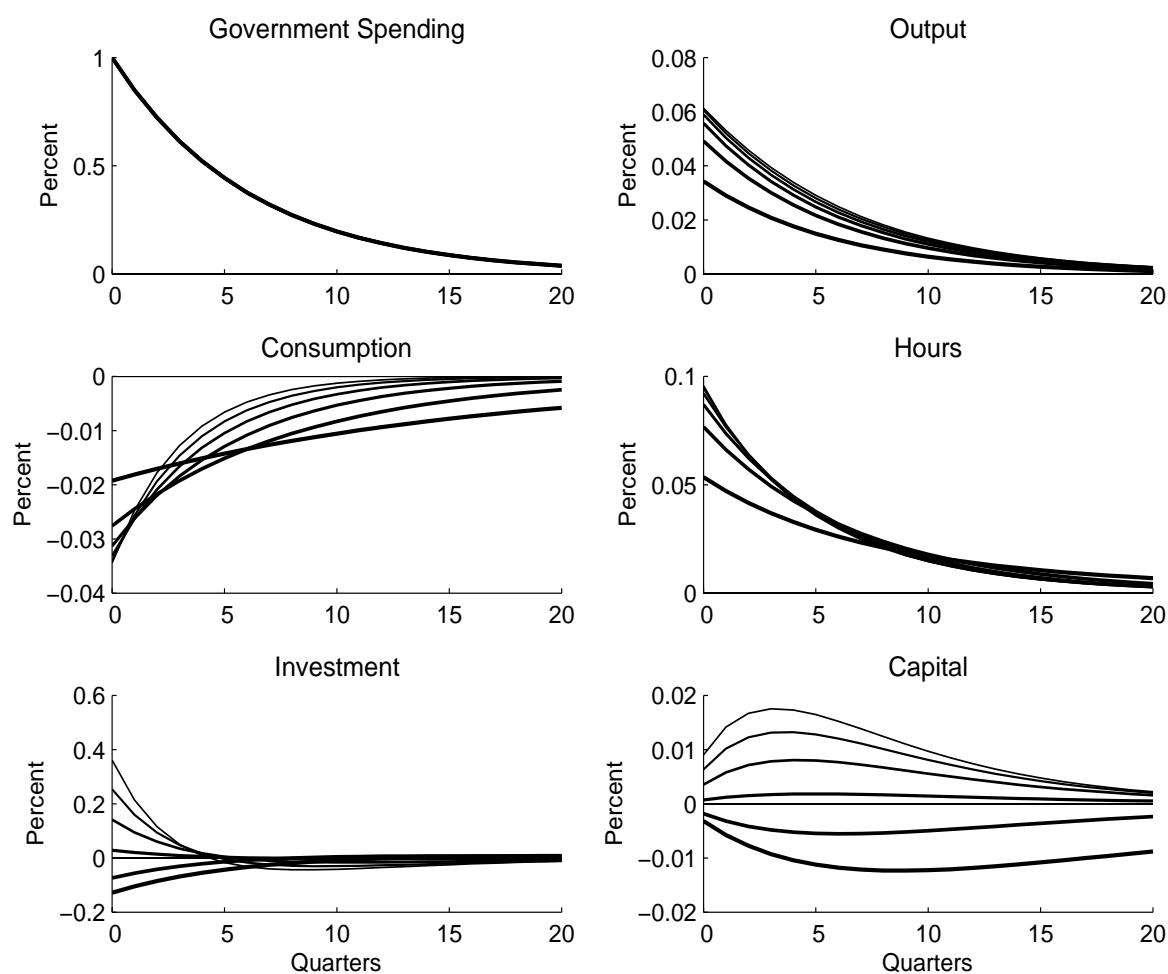 Government Spending
1
0.5
0
Percent
0 5 10 15 20
Output
0.08
0.06
0.04
0.02
0
Percent
0 5 10 15 20
Consumption
0
−0.01
−0.02
−0.03
−0.04
Percent
0 5 10 15 20
Hours
0.1
0.05
0
Percent
0 5 10 15 20
Investment
0.6
0.4
0.2
0
−0.2
Percent
0 5 10 15 20
Quarters
Capital
0.02
0.01
0
−0.01
−0.02
Percent
0 5 10 15 20
Quarters